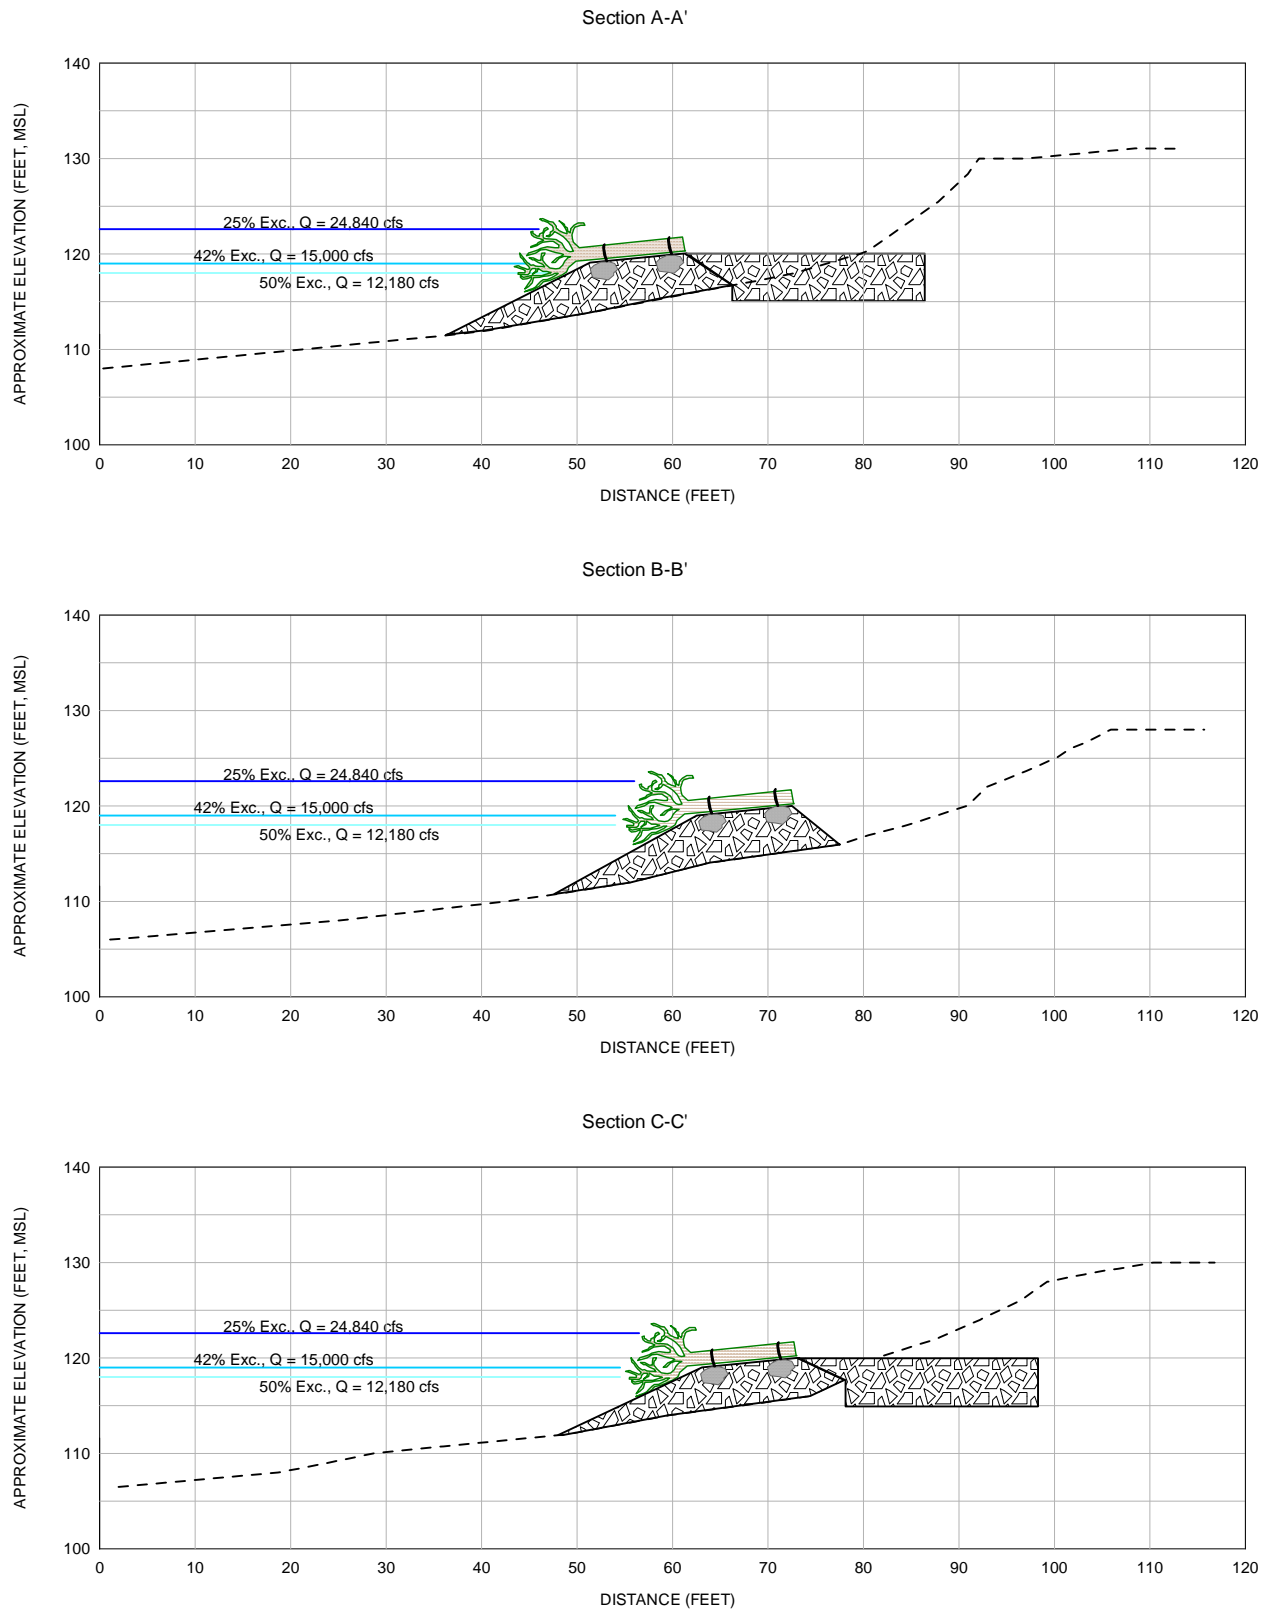 Section A-A'
APPROXIMATE ELEVATION (FEET, MSL)
140
130
120
110
100
25% Exc., Q = 24,840 cfs
42% Exc., Q = 15,000 cfs
50% Exc., Q = 12,180 cfs
0 10 20 30 40 50 60 70 80 90 100 110 120
DISTANCE (FEET)
Section B-B'
APPROXIMATE ELEVATION (FEET, MSL)
140
130
120
110
100
25% Exc., Q = 24,840 cfs
42% Exc., Q = 15,000 cfs
50% Exc., Q = 12,180 cfs
0 10 20 30 40 50 60 70 80 90 100 110 120
DISTANCE (FEET)
Section C-C'
APPROXIMATE ELEVATION (FEET, MSL)
140
130
120
110
100
25% Exc., Q = 24,840 cfs
42% Exc., Q = 15,000 cfs
50% Exc., Q = 12,180 cfs
0 10 20 30 40 50 60 70 80 90 100 110 120
DISTANCE (FEET)